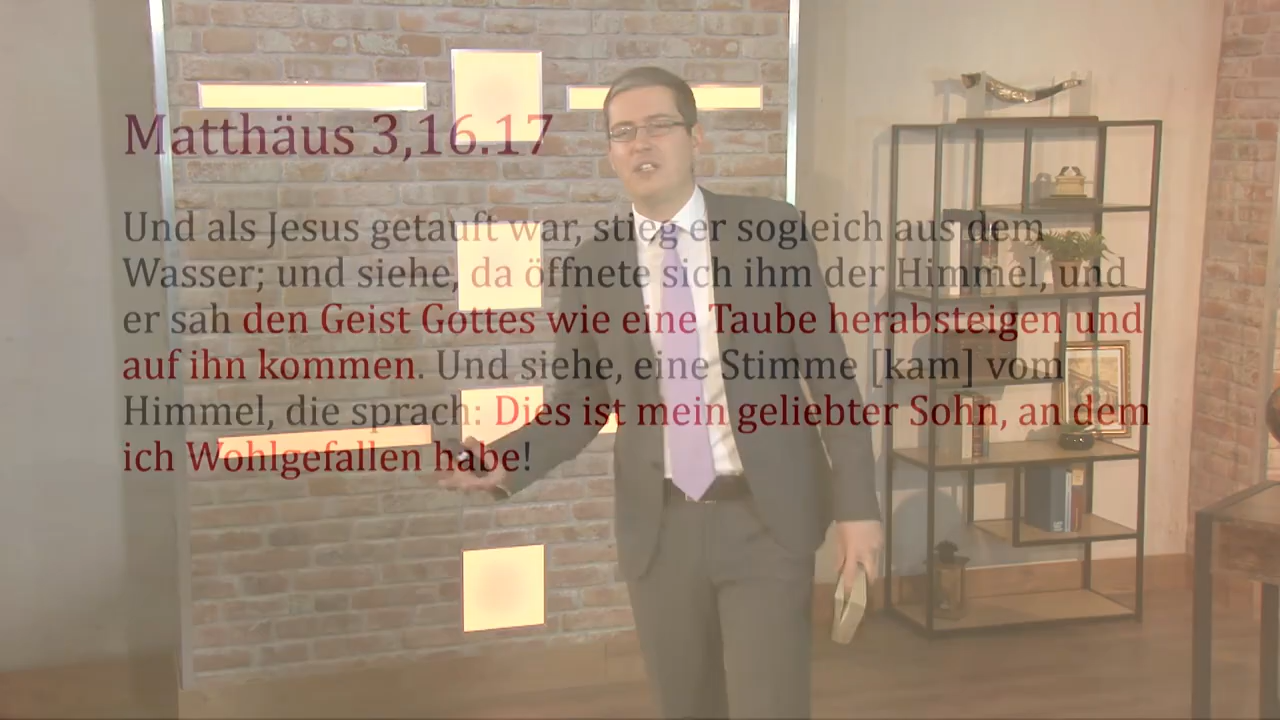 Matthäus 3,16.17
Und als Jesus getauft war, stieg er sogleich aus dem
Wasser; und siehe, da öffnete sich ihm der Himmel, und
er sah den Geist Gottes wie eine Taube herabsteigen und
auf ihn kommen. Und siehe, eine Stimme [kam] vom
Himmel, die sprach: Dies ist mein geliebter Sohn, an dem
ich Wohlgefallen habe!